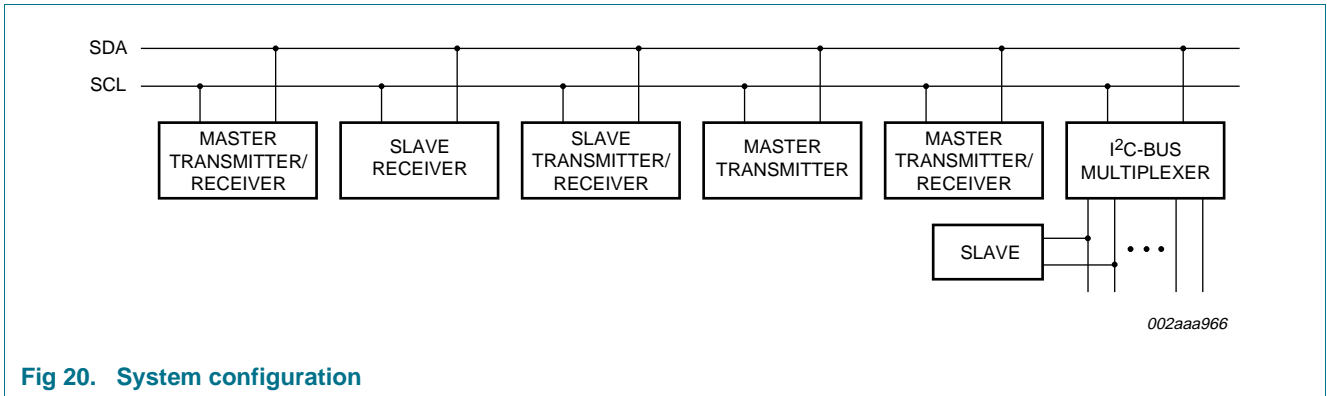 SDA
SCL
MASTER
TRANSMITTER/
RECEIVER
SLAVE
RECEIVER
SLAVE
TRANSMITTER/
RECEIVER
MASTER
TRANSMITTER
MASTER
TRANSMITTER/
RECEIVER
I²C-BUS
MULTIPLEXER
SLAVE
002aaa966
Fig 20. System configuration